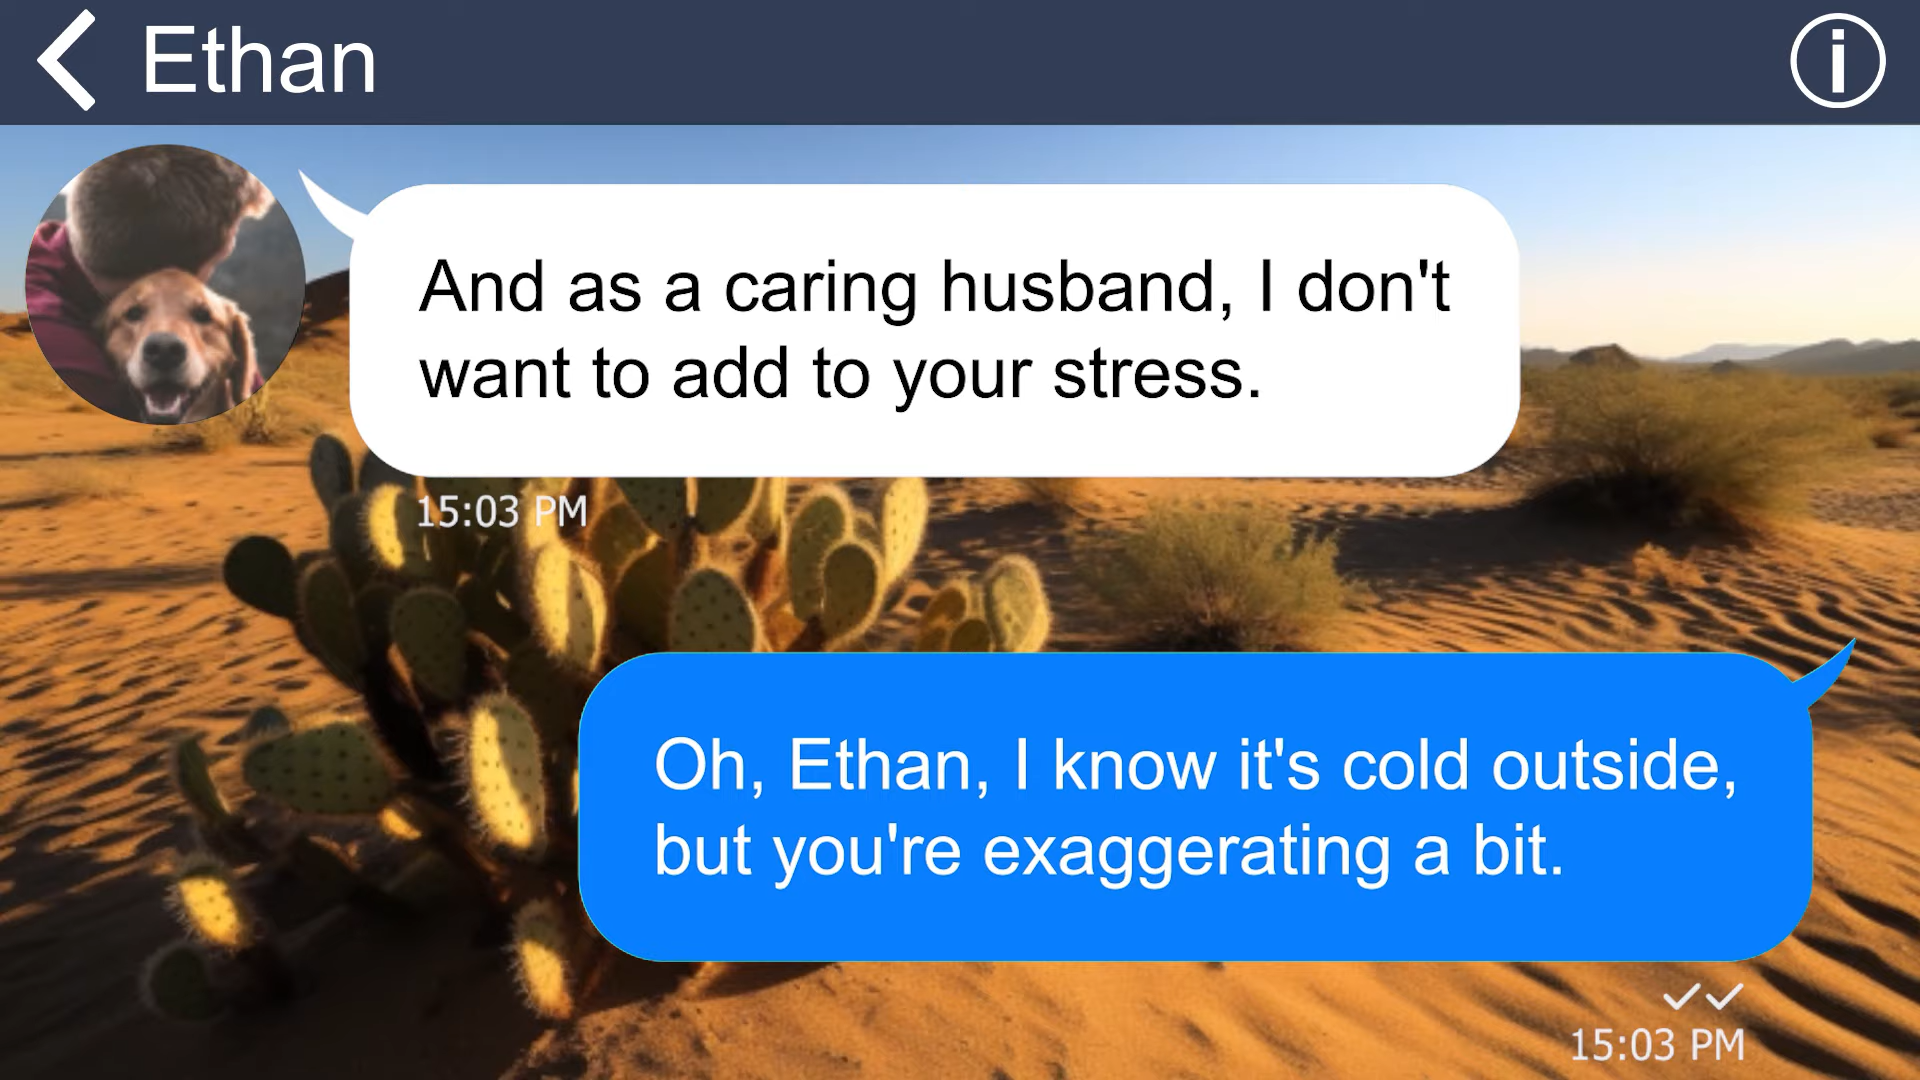 Ethan
And as a caring husband, I don't
want to add to your stress.
15:03 PM
Oh, Ethan, I know it's cold outside,
but you're exaggerating a bit.
15:03 PM